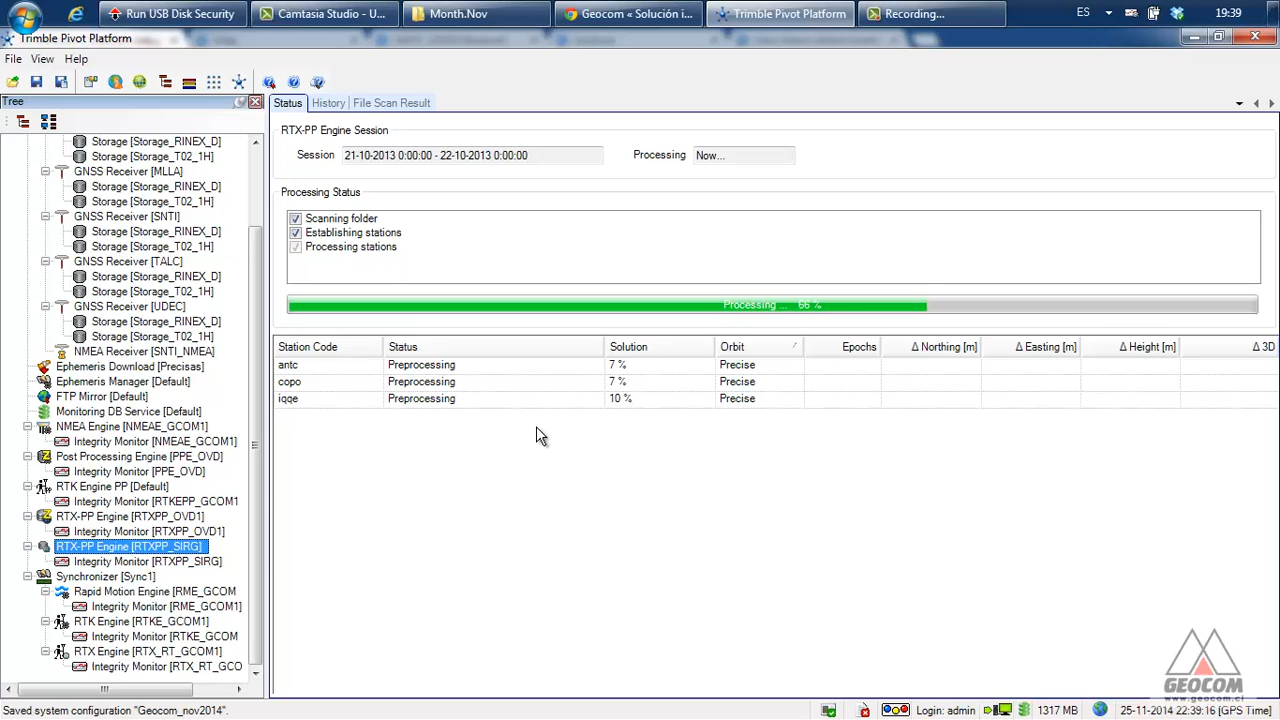 Run USB Disk Security
Camtasia Studio - U...
Month.Nov
Geocom « Solución i...
Trimble Pivot Platform
Recording...
ES
19:39
Trimble Pivot Platform
File View Help
Tree
Status History File Scan Result
RTX-PP Engine Session
Session 21-10-2013 0:00:00 - 22-10-2013 0:00:00 Processing Now...
Processing Status
Scanning folder
Establishing stations
Processing stations
Processing ... 66 %
Station Code Status Solution Orbit Epochs Δ Northing [m] Δ Easting [m] Δ Height [m] Δ 3D
antc Preprocessing 7 % Precise
copo Preprocessing 7 % Precise
iqqe Preprocessing 10 % Precise
Storage [Storage_RINEX_D]
Storage [Storage_T02_1H]
GNSS Receiver [MLLA]
Storage [Storage_RINEX_D]
Storage [Storage_T02_1H]
GNSS Receiver [SNTI]
Storage [Storage_RINEX_D]
Storage [Storage_T02_1H]
GNSS Receiver [TALC]
Storage [Storage_RINEX_D]
Storage [Storage_T02_1H]
GNSS Receiver [UDEC]
Storage [Storage_RINEX_D]
Storage [Storage_T02_1H]
NMEA Receiver [SNTI_NMEA]
Ephemeris Download [Precisas]
Ephemeris Manager [Default]
FTP Mirror [Default]
Monitoring DB Service [Default]
NMEA Engine [NMEAE_GCOM1]
Integrity Monitor [NMEAE_GCOM1]
Post Processing Engine [PPE_OVD]
Integrity Monitor [PPE_OVD]
RTK Engine PP [Default]
Integrity Monitor [RTKEPP_GCOM1
RTX-PP Engine [RTXPP_OVD1]
Integrity Monitor [RTXPP_OVD1]
RTX-PP Engine [RTXPP_SIRG]
Integrity Monitor [RTXPP_SIRG]
Synchronizer [Sync1]
Rapid Motion Engine [RME_GCOM
Integrity Monitor [RME_GCOM1]
RTK Engine [RTKE_GCOM1]
Integrity Monitor [RTKE_GCOM
RTX Engine [RTX_RT_GCOM1]
Integrity Monitor [RTX_RT_GCO
GEOCOM
www.geocom.cl
Saved system configuration "Geocom_nov2014".
Login: admin
1317 MB
25-11-2014 22:39:16 [GPS Time]